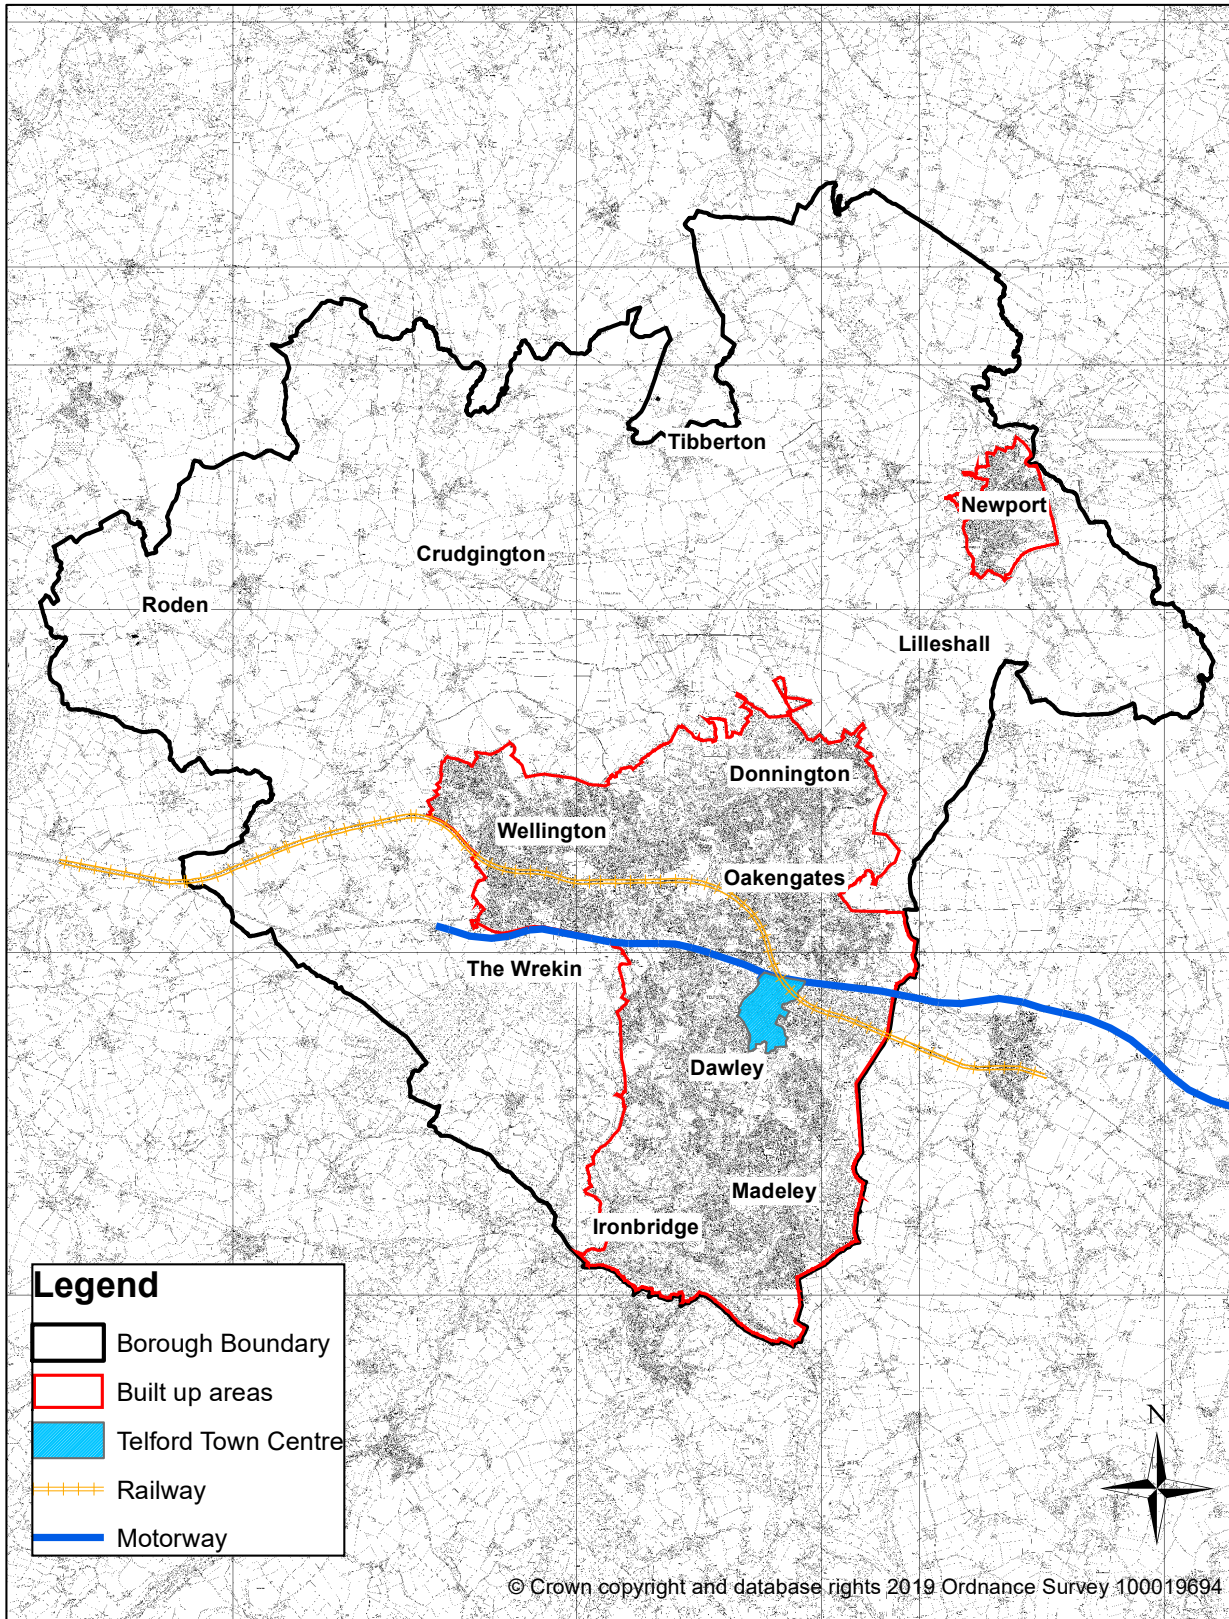 Tibberton
Newport
Crudgington
Roden
Lilleshall
Donnington
Wellington
Oakengates
The Wrekin
Dawley
Madeley
Ironbridge
Legend
Borough Boundary
Built up areas
Telford Town Centre
Railway
Motorway
N
© Crown copyright and database rights 2019 Ordnance Survey 100019694